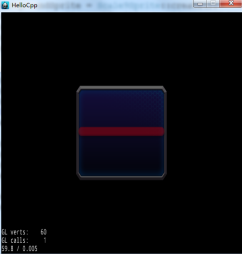 HelloCpp
GL verts: 60
GL calls: 1
59.8 / 0.005